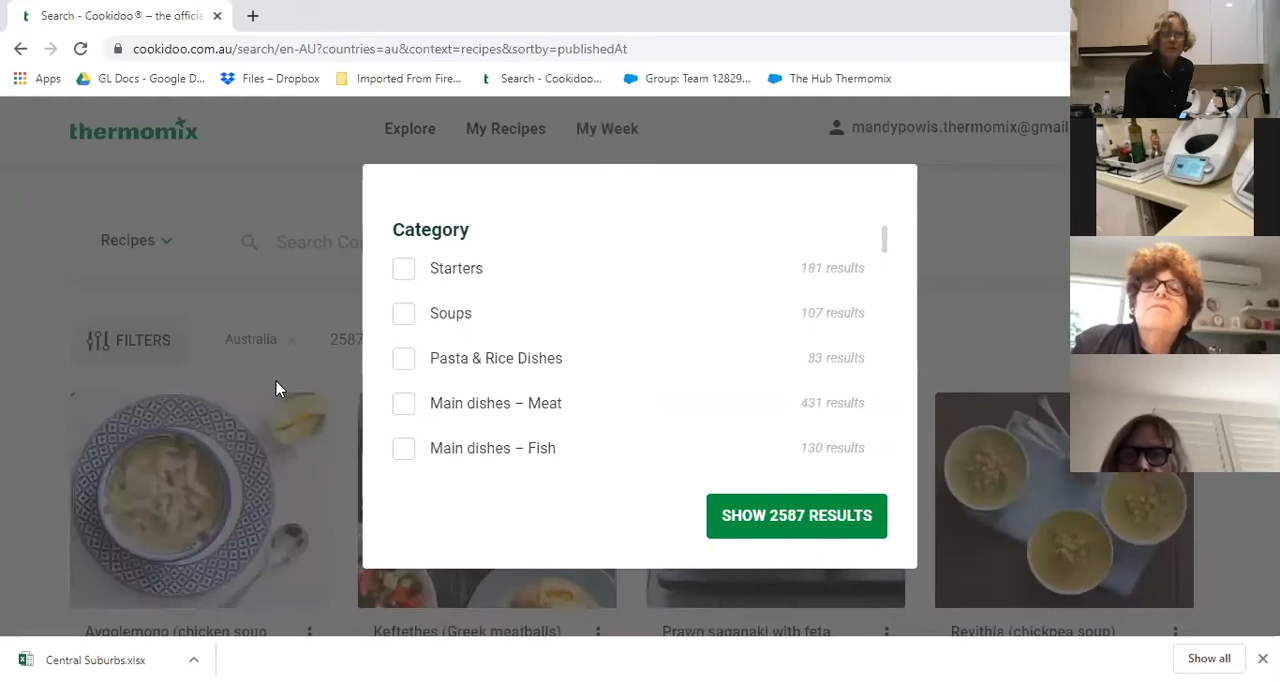 Search - Cookidoo® – the officia
cookidoo.com.au/search/en-AU?countries=au&context=recipes&sortby=publishedAt
Apps
GL Docs - Google D...
Files – Dropbox
Imported From Fire...
Search - Cookidoo...
Group: Team 12829...
The Hub Thermomix
thermomix
Explore
My Recipes
My Week
mandypowis.thermomix@gmail
Recipes
Search Co
FILTERS
Australia
2587
Category
Starters
181 results
Soups
107 results
Pasta & Rice Dishes
83 results
Main dishes – Meat
431 results
Main dishes – Fish
130 results
SHOW 2587 RESULTS
Avgolemono (chicken soup
Keftethes (Greek meatballs)
Prawn saganaki with feta
Revithia (chickpea soup)
Central Suburbs.xlsx
Show all